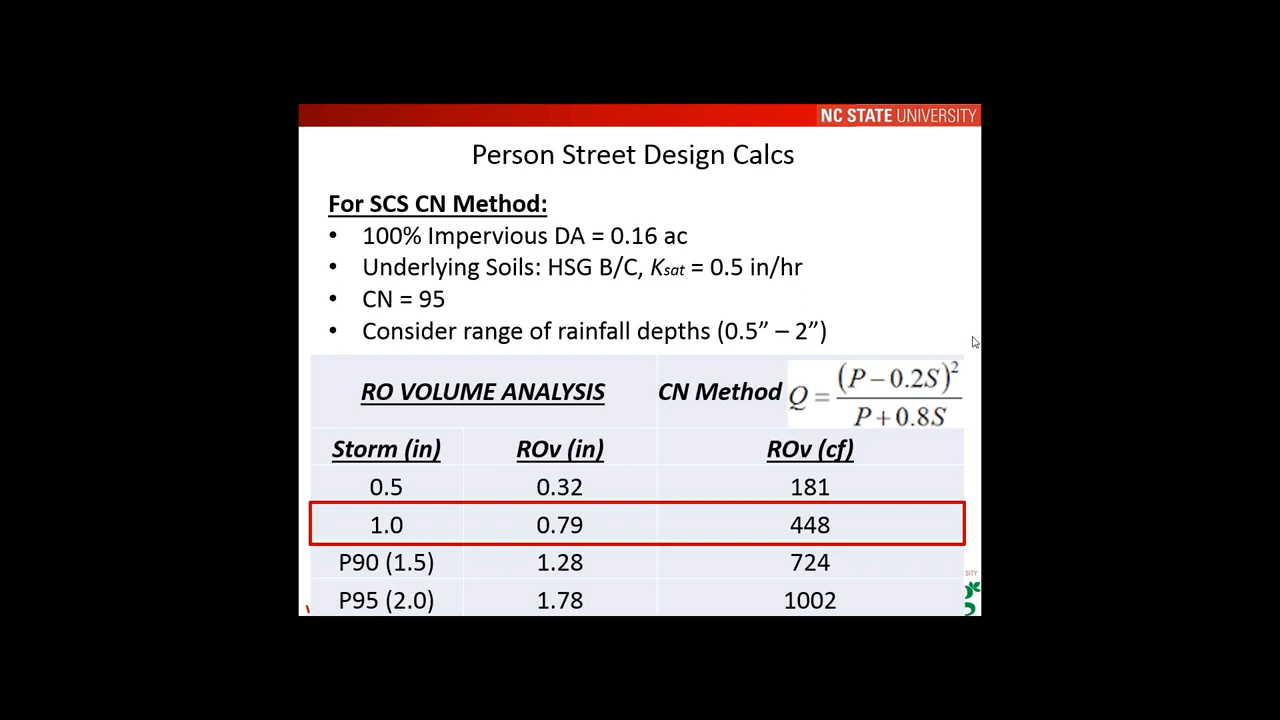 NC STATE UNIVERSITY
Person Street Design Calcs
For SCS CN Method:
• 100% Impervious DA = 0.16 ac
• Underlying Soils: HSG B/C, Ksat = 0.5 in/hr
• CN = 95
• Consider range of rainfall depths (0.5” – 2”)
RO VOLUME ANALYSIS CN Method Q = (P−0.2S)² / P+0.8S
Storm (in) ROv (in) ROv (cf)
0.5 0.32 181
1.0 0.79 448
P90 (1.5) 1.28 724
P95 (2.0) 1.78 1002